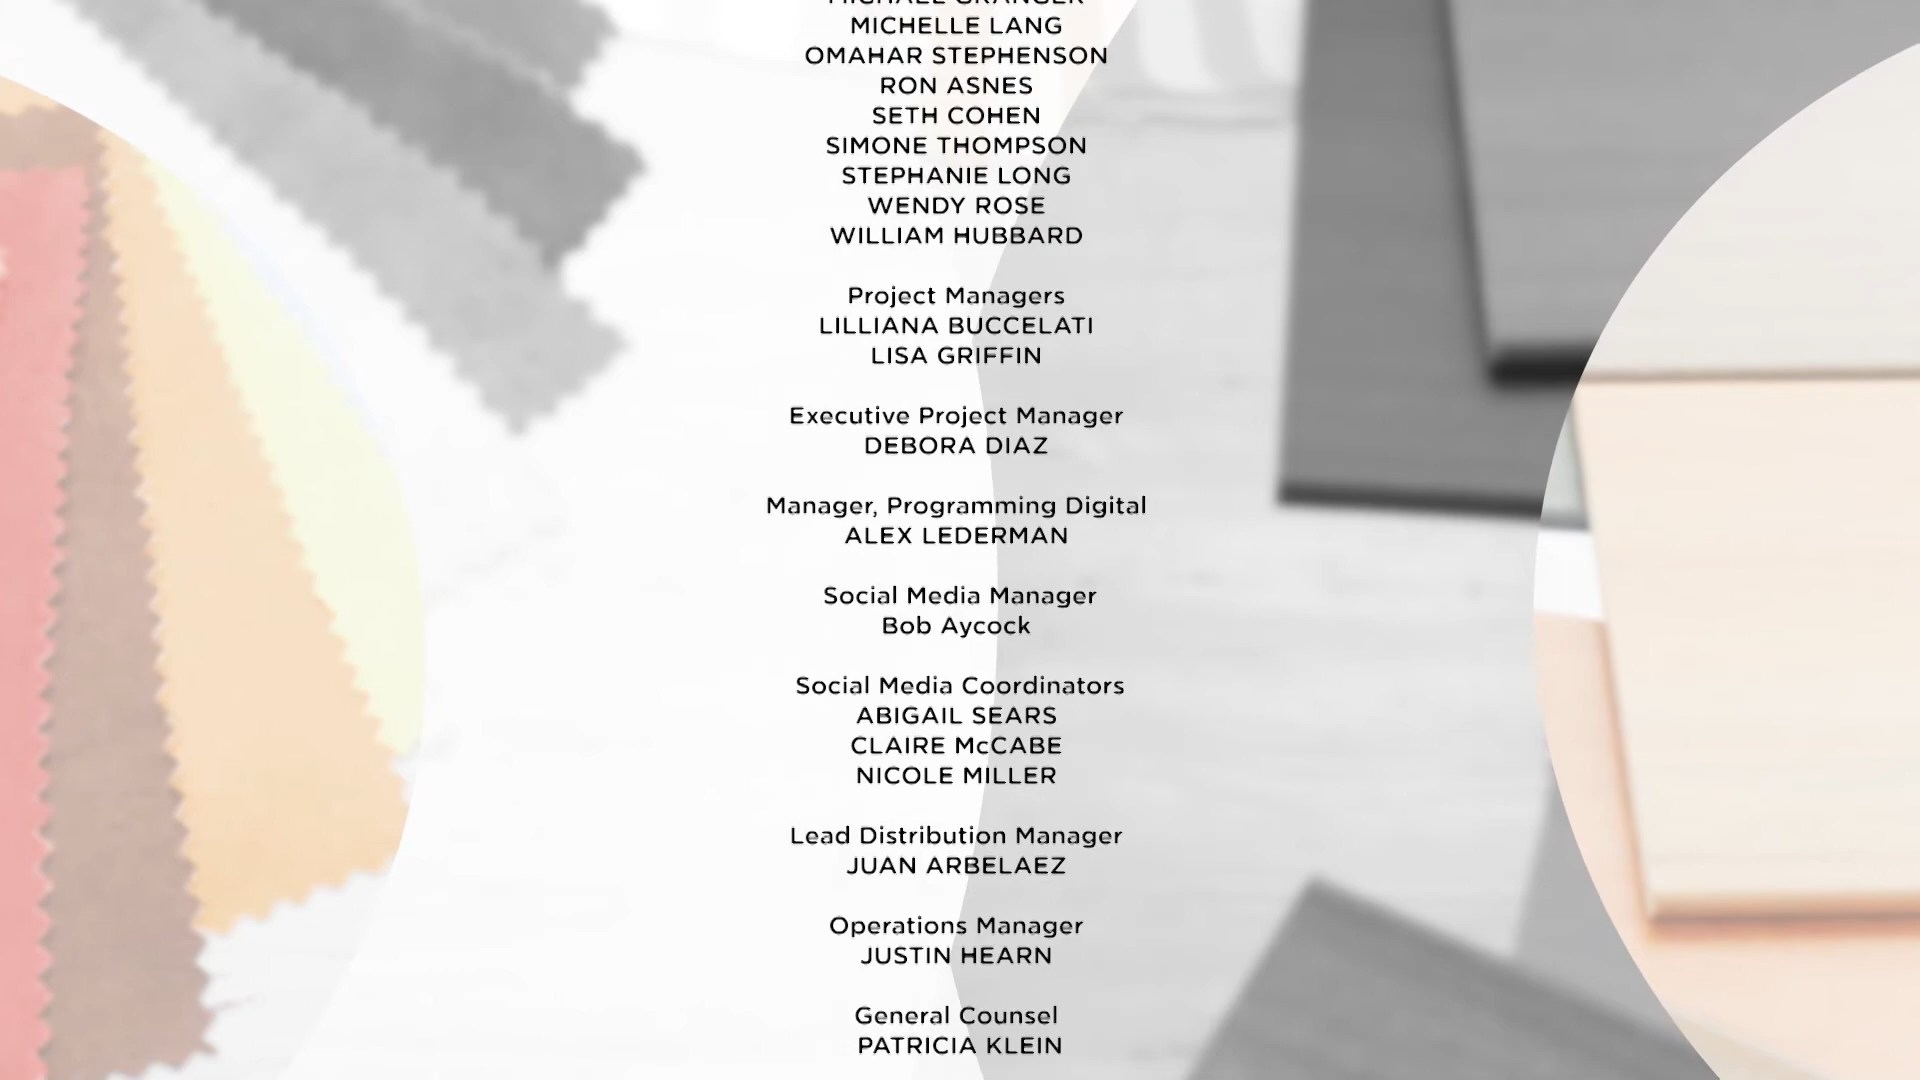 MICHELLE LANG
OMAHAR STEPHENSON
RON ASNES
SETH COHEN
SIMONE THOMPSON
STEPHANIE LONG
WENDY ROSE
WILLIAM HUBBARD
Project Managers
LILLIANA BUCCELATI
LISA GRIFFIN
Executive Project Manager
DEBORA DIAZ
Manager, Programming Digital
ALEX LEDERMAN
Social Media Manager
Bob Aycock
Social Media Coordinators
ABIGAIL SEARS
CLAIRE McCABE
NICOLE MILLER
Lead Distribution Manager
JUAN ARBELAEZ
Operations Manager
JUSTIN HEARN
General Counsel
PATRICIA KLEIN